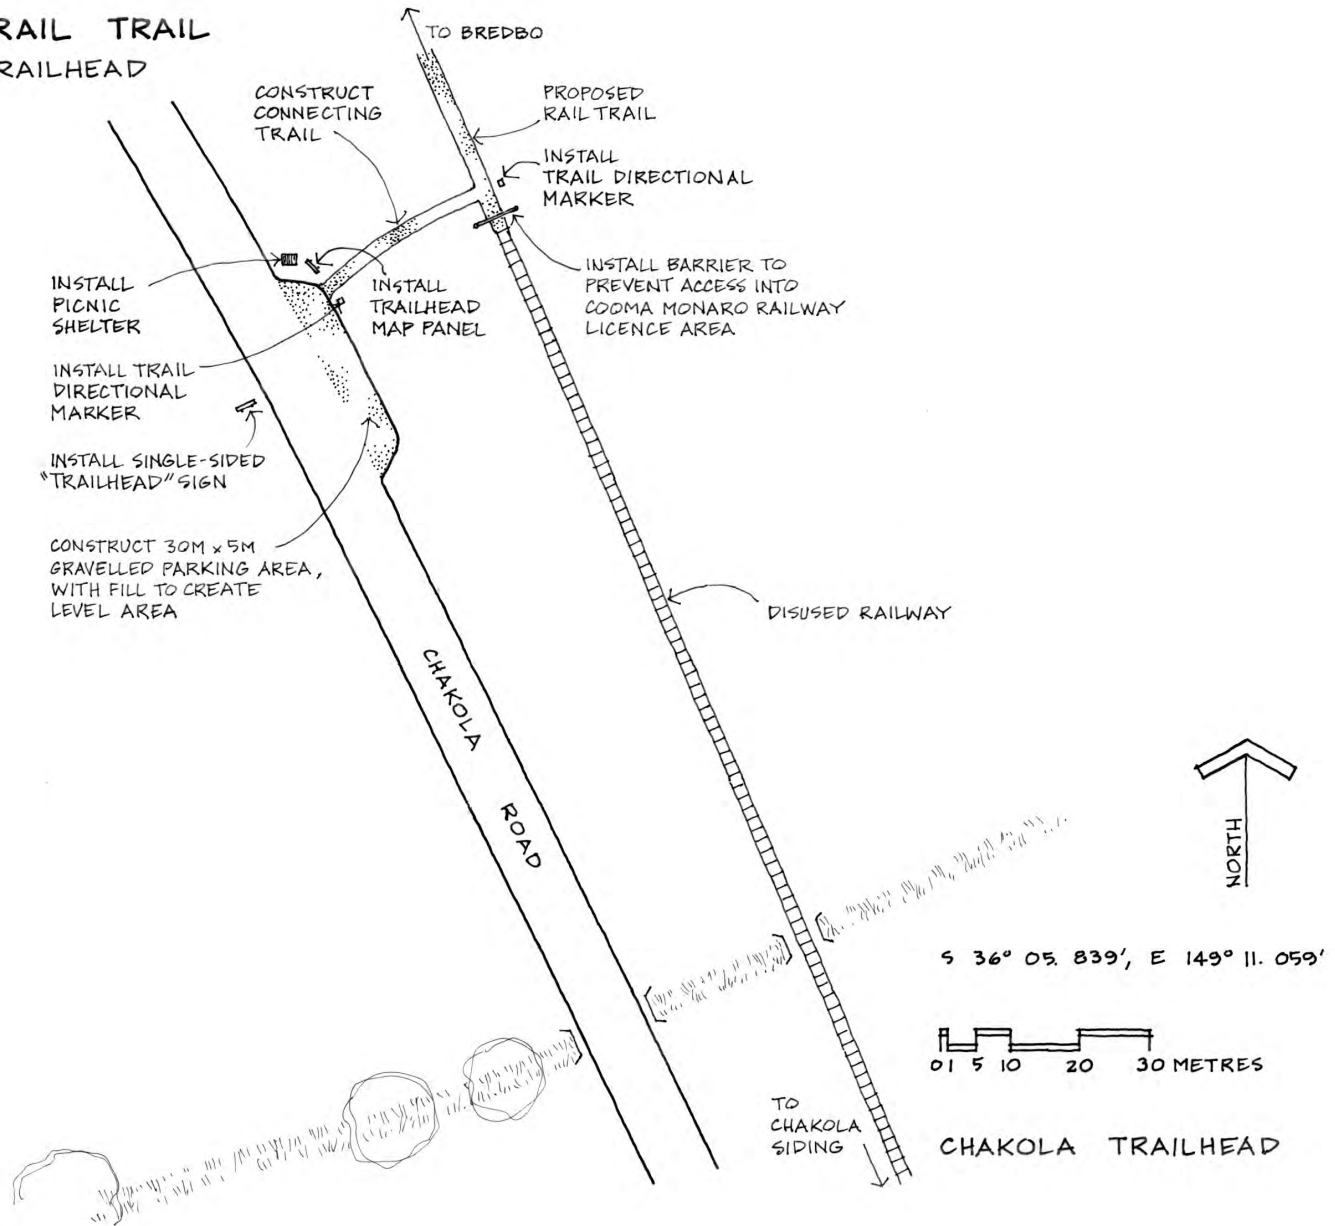 RAIL TRAIL
RAILHEAD
TO BREDBO
CONSTRUCT
CONNECTING
TRAIL
PROPOSED
RAIL TRAIL
INSTALL
TRAIL DIRECTIONAL
MARKER
INSTALL
PICNIC
SHELTER
INSTALL
TRAILHEAD
MAP PANEL
INSTALL BARRIER TO
PREVENT ACCESS INTO
COOMA MONARO RAILWAY
LICENCE AREA
INSTALL TRAIL
DIRECTIONAL
MARKER
INSTALL SINGLE-SIDED
"TRAILHEAD" SIGN
CONSTRUCT 30M x 5M
GRAVELLED PARKING AREA,
WITH FILL TO CREATE
LEVEL AREA
DISUSED RAILWAY
CHAKOLA
ROAD
NORTH
S 36° 05. 839', E 149° 11. 059'
0 1 5 10 20 30 METRES
TO
CHAKOLA
SIDING
CHAKOLA TRAILHEAD